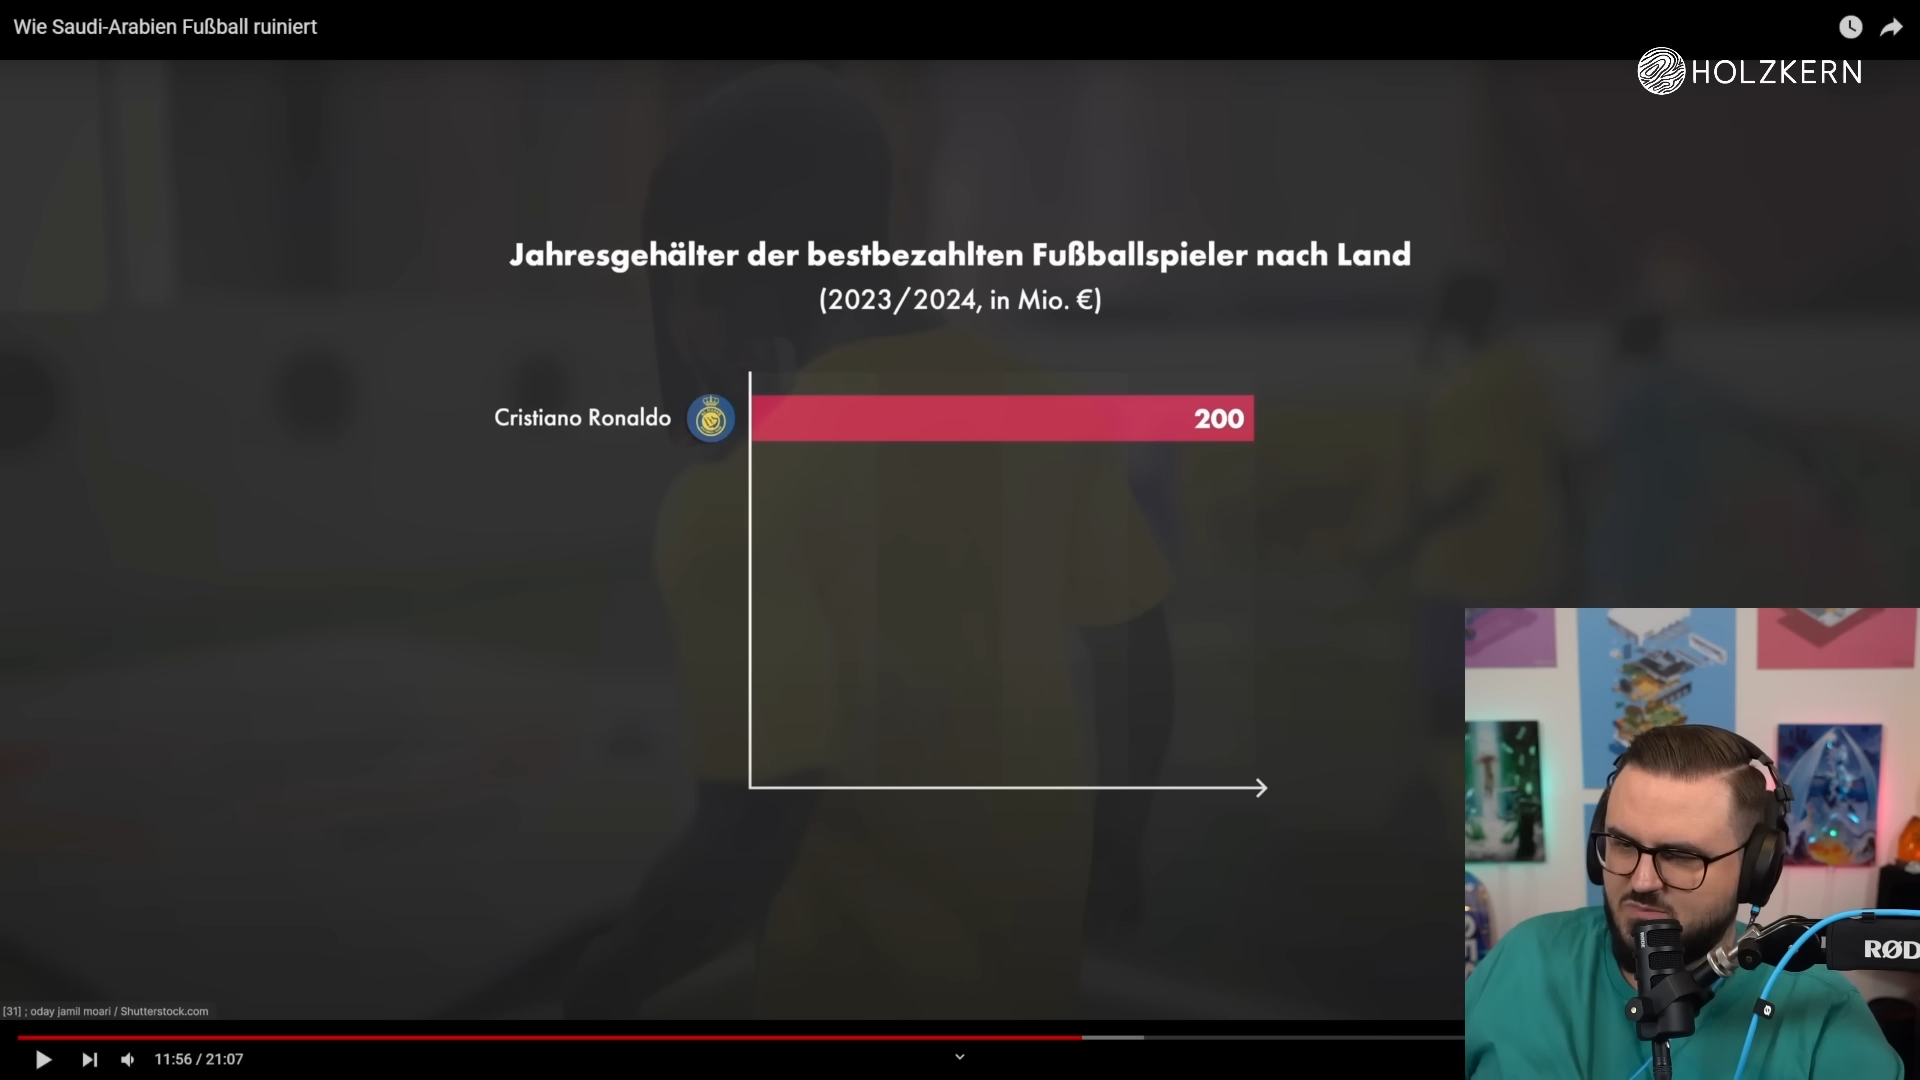 Wie Saudi-Arabien Fußball ruiniert
HOLZKERN
Jahresgehälter der bestbezahlten Fußballspieler nach Land
(2023/2024, in Mio. €)
Cristiano Ronaldo
200
RØD
[31] ; oday jamil moari / Shutterstock.com
11:56 / 21:07